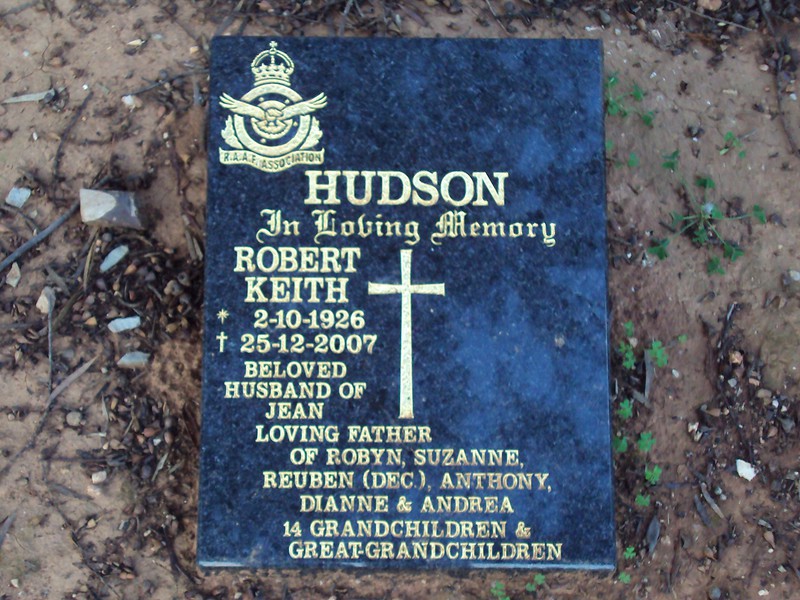 R.A.A.F. ASSOCIATION
HUDSON
In Loving Memory
ROBERT
KEITH
* 2-10-1926
† 25-12-2007
BELOVED
HUSBAND OF
JEAN
LOVING FATHER
OF ROBYN, SUZANNE,
REUBEN (DEC.), ANTHONY,
DIANNE & ANDREA
14 GRANDCHILDREN &
GREAT-GRANDCHILDREN